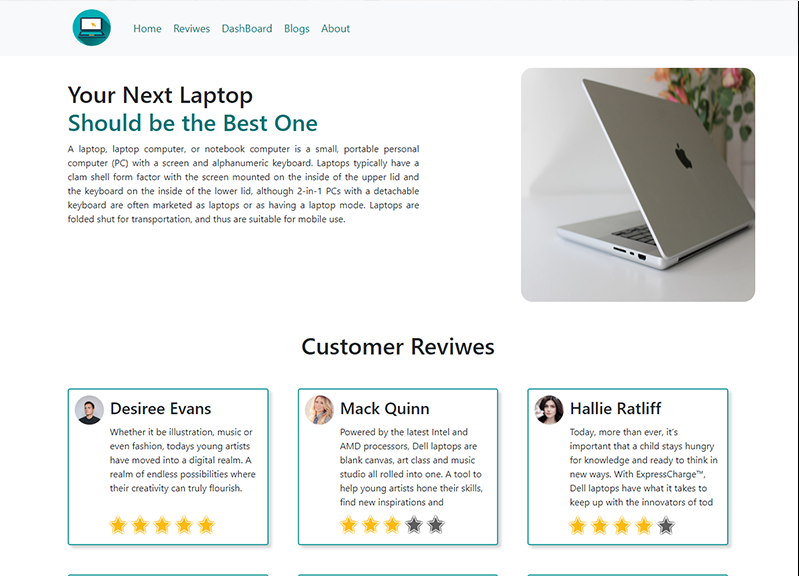 Home Reviwes DashBoard Blogs About
Your Next Laptop
Should be the Best One
A laptop, laptop computer, or notebook computer is a small, portable personal
computer (PC) with a screen and alphanumeric keyboard. Laptops typically have a
clam shell form factor with the screen mounted on the inside of the upper lid and
the keyboard on the inside of the lower lid, although 2-in-1 PCs with a detachable
keyboard are often marketed as laptops or as having a laptop mode. Laptops are
folded shut for transportation, and thus are suitable for mobile use.
Customer Reviwes
Desiree Evans
Whether it be illustration, music or
even fashion, todays young artists
have moved into a digital realm. A
realm of endless possibilities where
their creativity can truly flourish.
Mack Quinn
Powered by the latest Intel and
AMD processors, Dell laptops are
blank canvas, art class and music
studio all rolled into one. A tool to
help young artists hone their skills,
find new inspirations and
Hallie Ratliff
Today, more than ever, it's
important that a child stays hungry
for knowledge and ready to think in
new ways. With ExpressCharge™,
Dell laptops have what it takes to
keep up with the innovators of tod